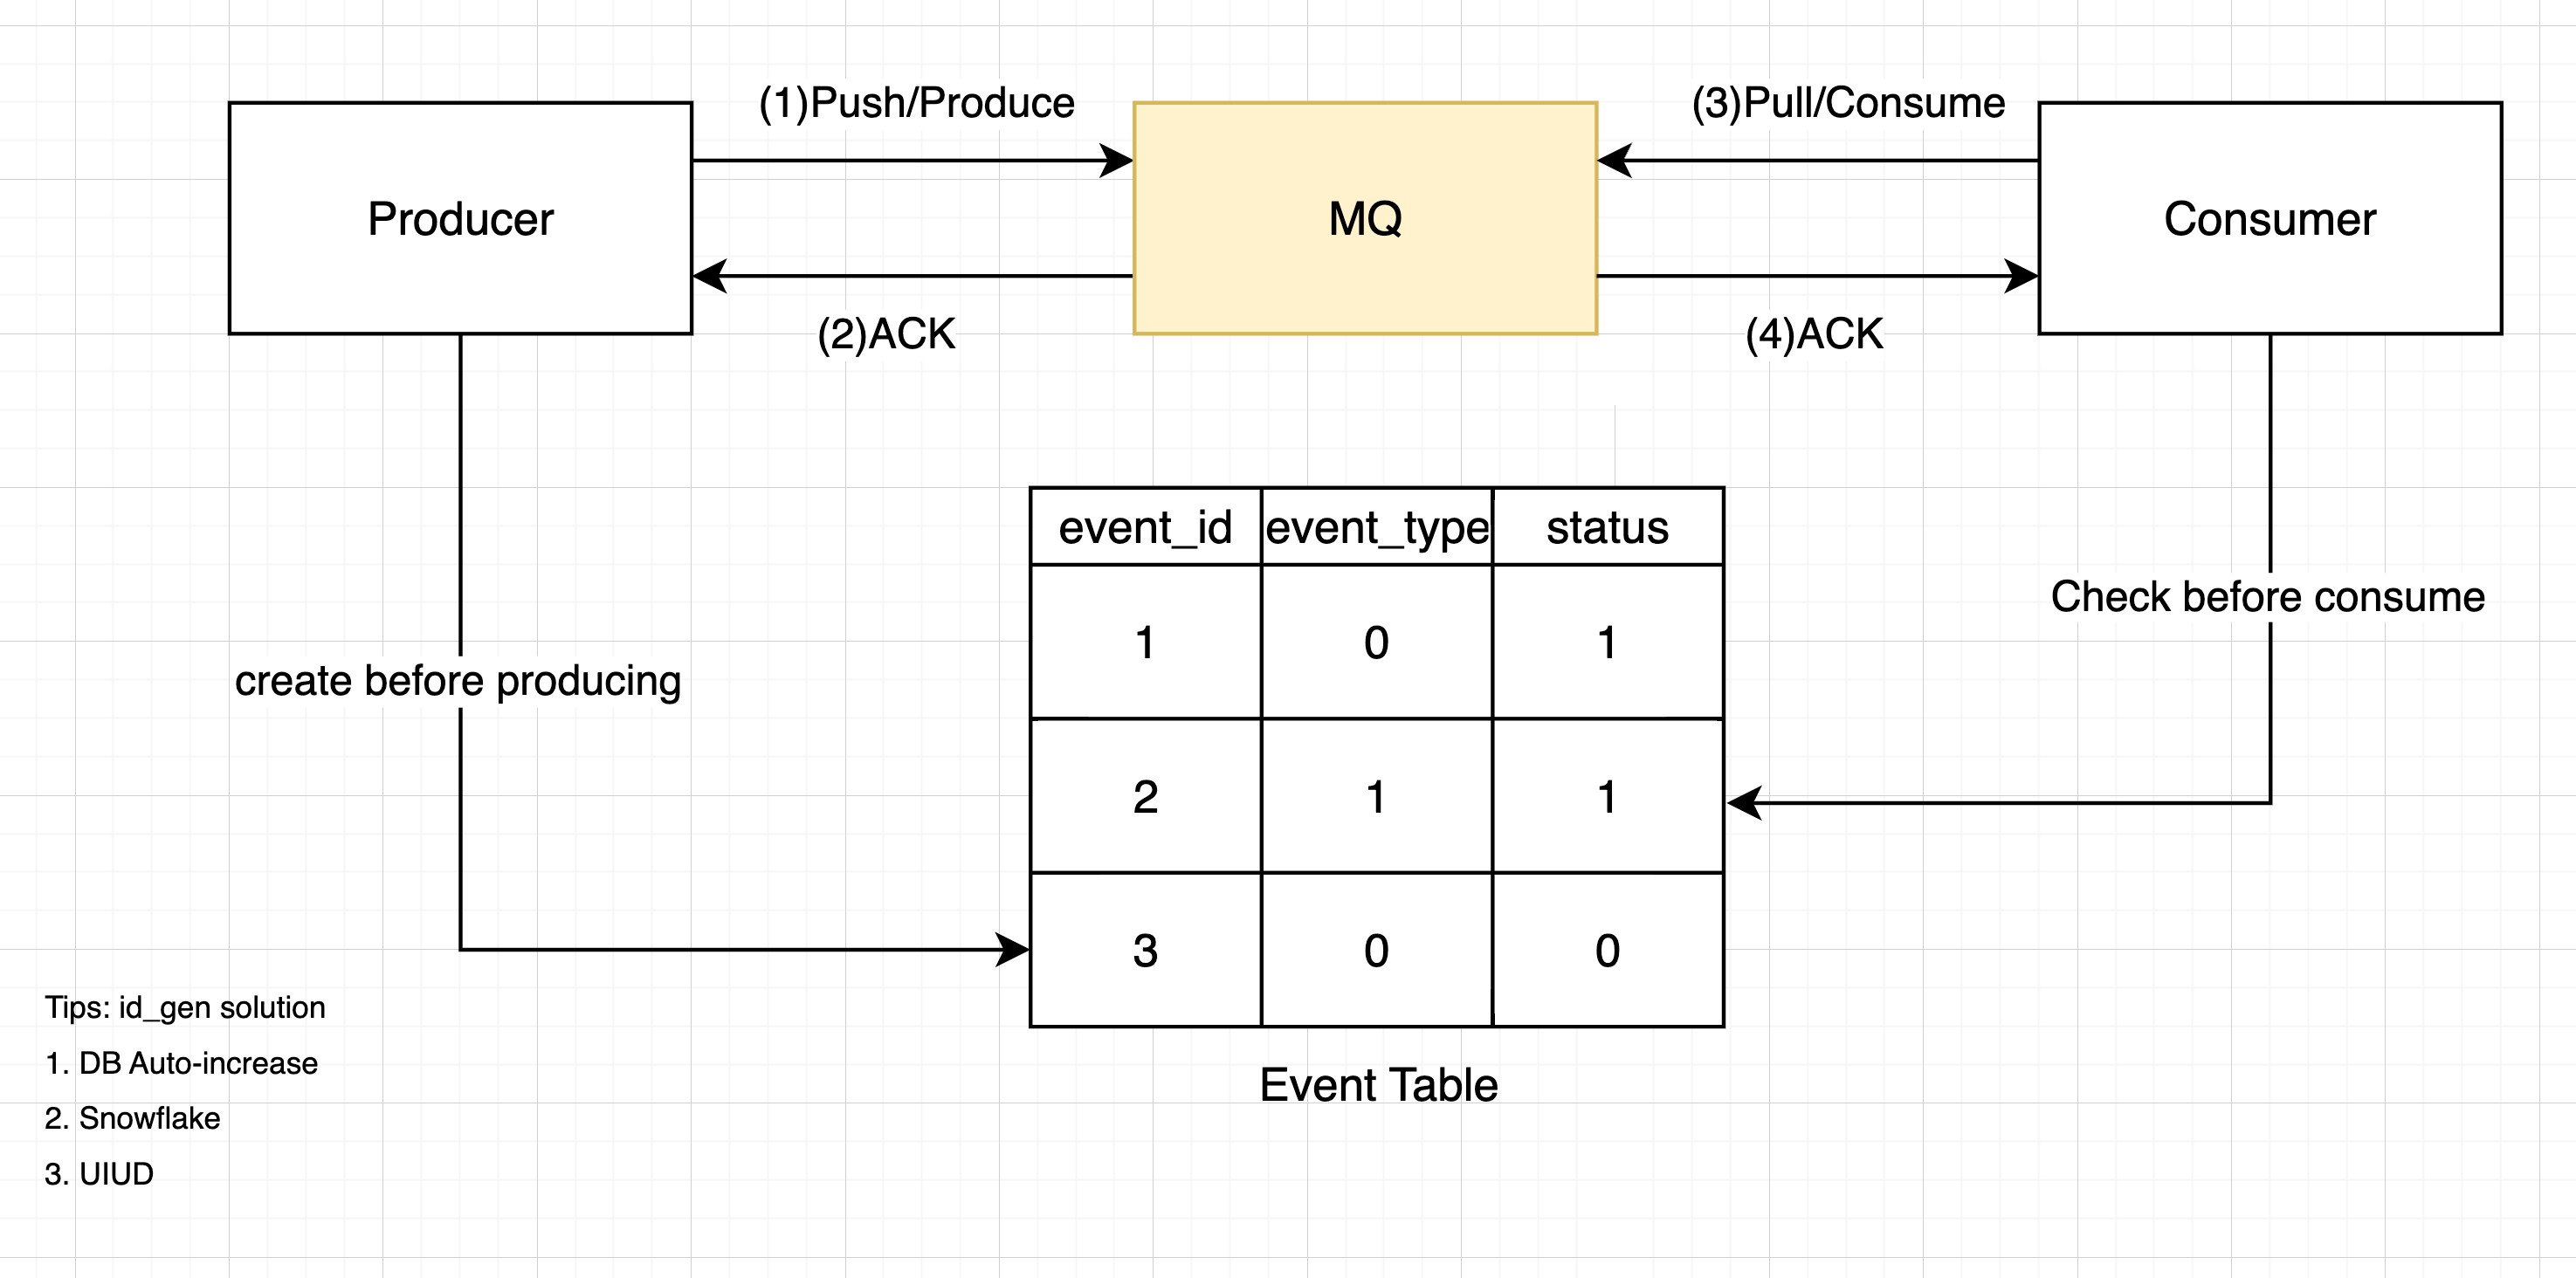 (1)Push/Produce
(3)Pull/Consume
Producer
MQ
Consumer
(2)ACK
(4)ACK
event_id event_type status
1 0 1
2 1 1
3 0 0
Check before consume
create before producing
Event Table
Tips: id_gen solution
1. DB Auto-increase
2. Snowflake
3. UIUD